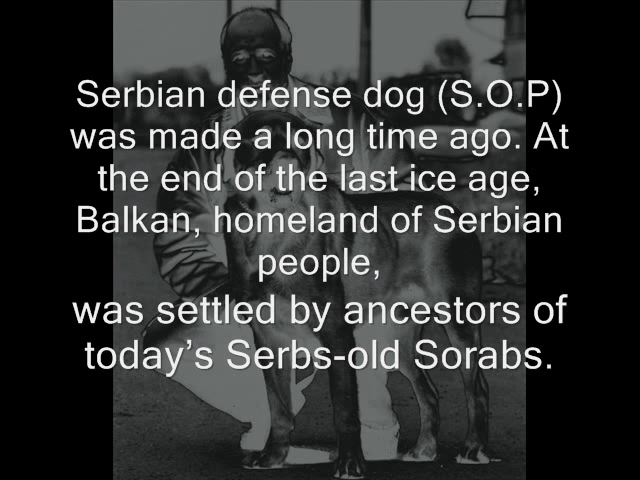 Serbian defense dog (S.O.P)
was made a long time ago. At
the end of the last ice age,
Balkan, homeland of Serbian
people,
was settled by ancestors of
today’s Serbs-old Sorabs.